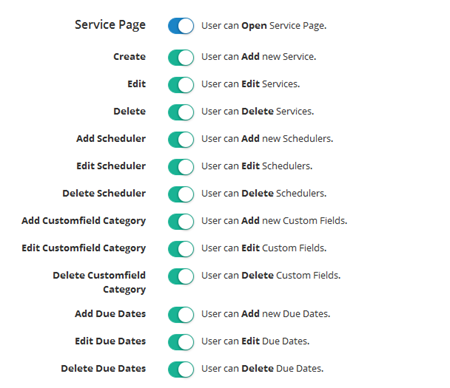 Service Page User can Open Service Page.
Create User can Add new Service.
Edit User can Edit Services.
Delete User can Delete Services.
Add Scheduler User can Add new Schedulers.
Edit Scheduler User can Edit Schedulers.
Delete Scheduler User can Delete Schedulers.
Add Customfield Category User can Add new Custom Fields.
Edit Customfield Category User can Edit Custom Fields.
Delete Customfield User can Delete Custom Fields.
Category
Add Due Dates User can Add new Due Dates.
Edit Due Dates User can Edit Due Dates.
Delete Due Dates User can Delete Due Dates.